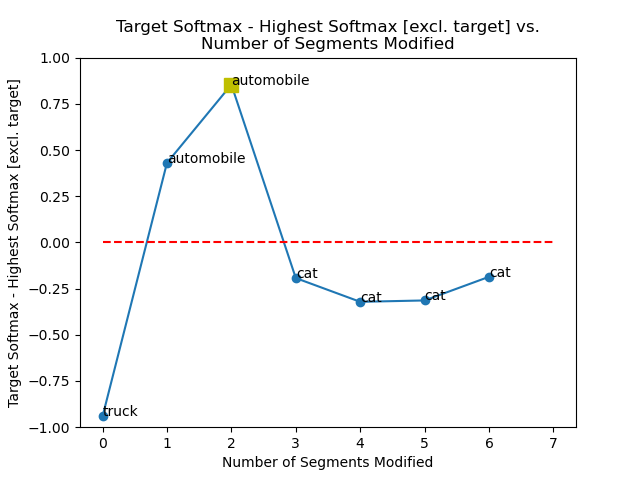 Target Softmax - Highest Softmax [excl. target] vs.
Number of Segments Modified
Target Softmax - Highest Softmax [excl. target]
1.00
0.75
0.50
0.25
0.00
−0.25
−0.50
−0.75
−1.00
automobile
automobile
cat
cat
cat
cat
truck
0 1 2 3 4 5 6 7
Number of Segments Modified